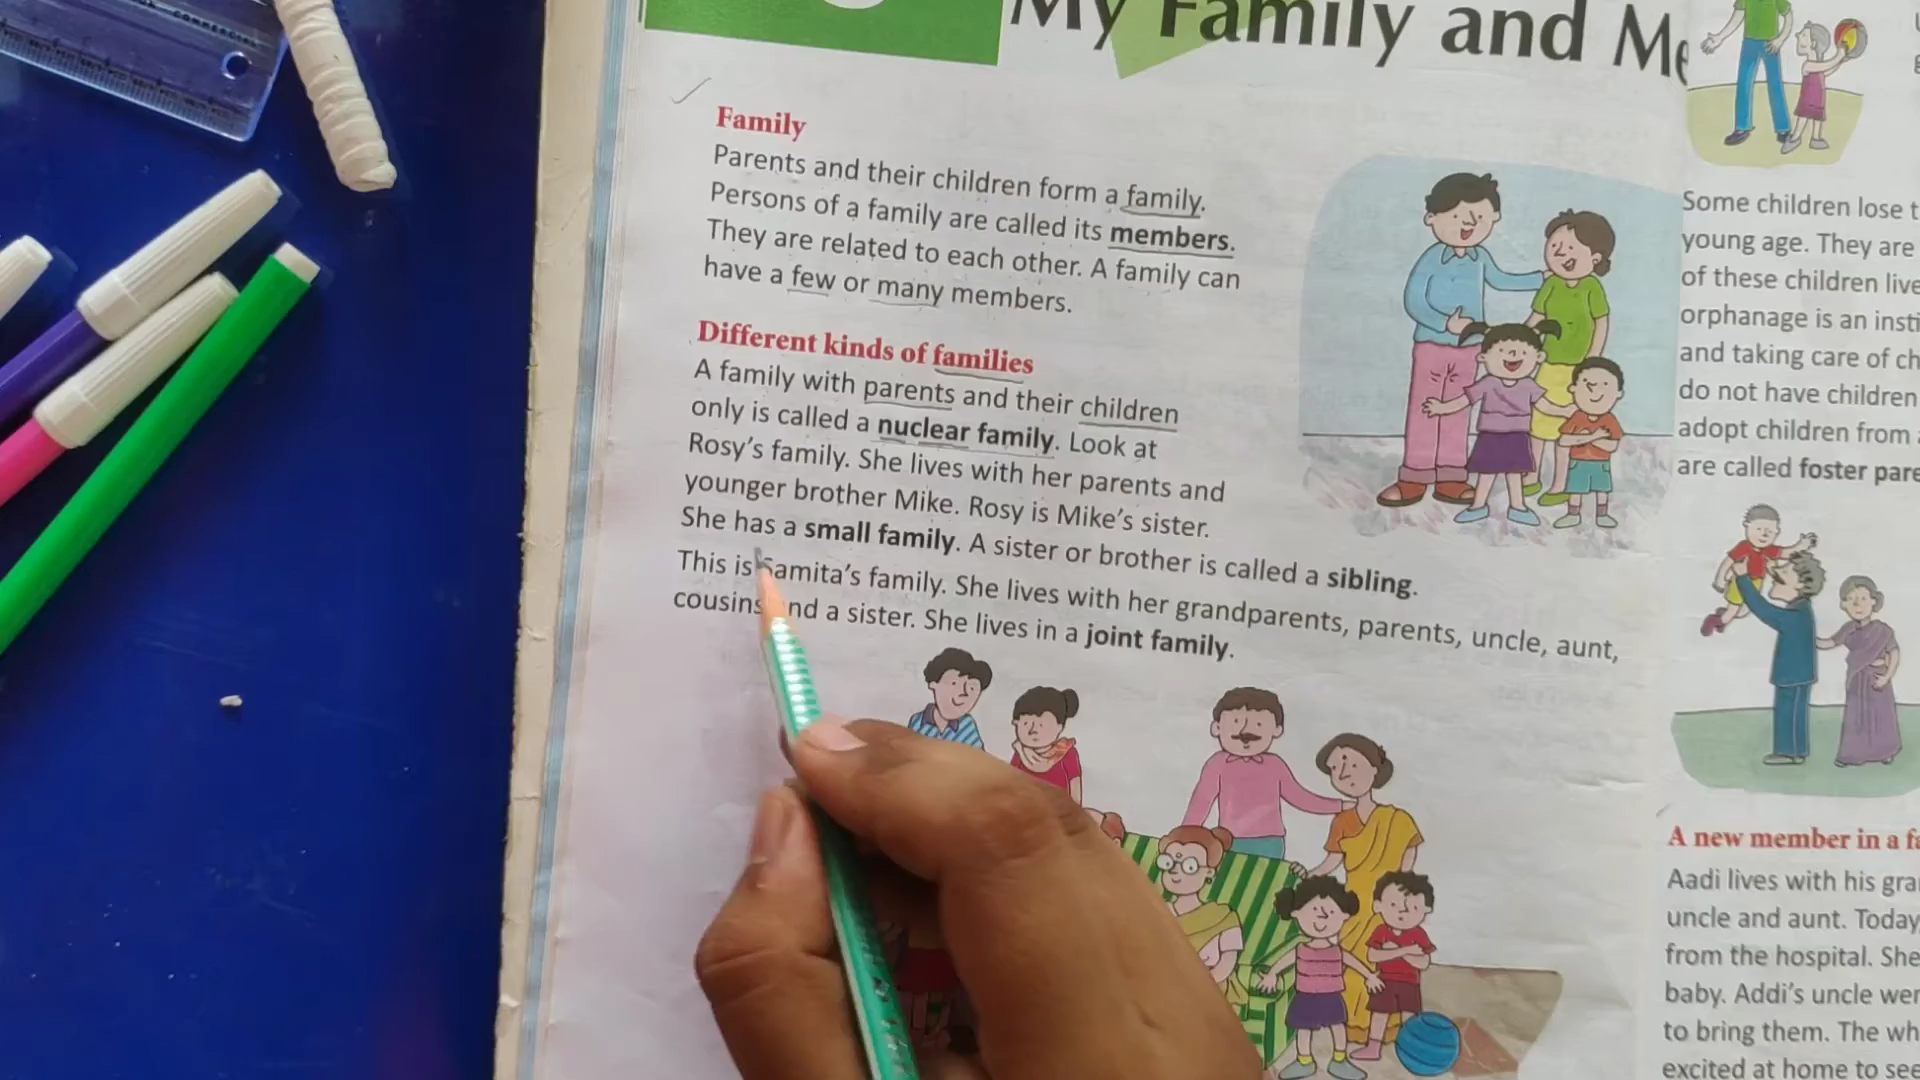 My Family and Me
Family
Parents and their children form a family.
Persons of a family are called its members.
They are related to each other. A family can
have a few or many members.
Different kinds of families
A family with parents and their children
only is called a nuclear family. Look at
Rosy's family. She lives with her parents and
younger brother Mike. Rosy is Mike's sister.
She has a small family. A sister or brother is called a sibling.
This is Samita's family. She lives with her grandparents, parents, uncle, aunt,
cousins and a sister. She lives in a joint family.
Some children lose
young age. They are
of these children live
orphanage is an
and taking care of
do not have children
adopt children from
are called foster
A new member in a
Aadi lives with his
uncle and aunt. Today,
from the hospital. She
baby. Addi's uncle
to bring them. The
excited at home to see